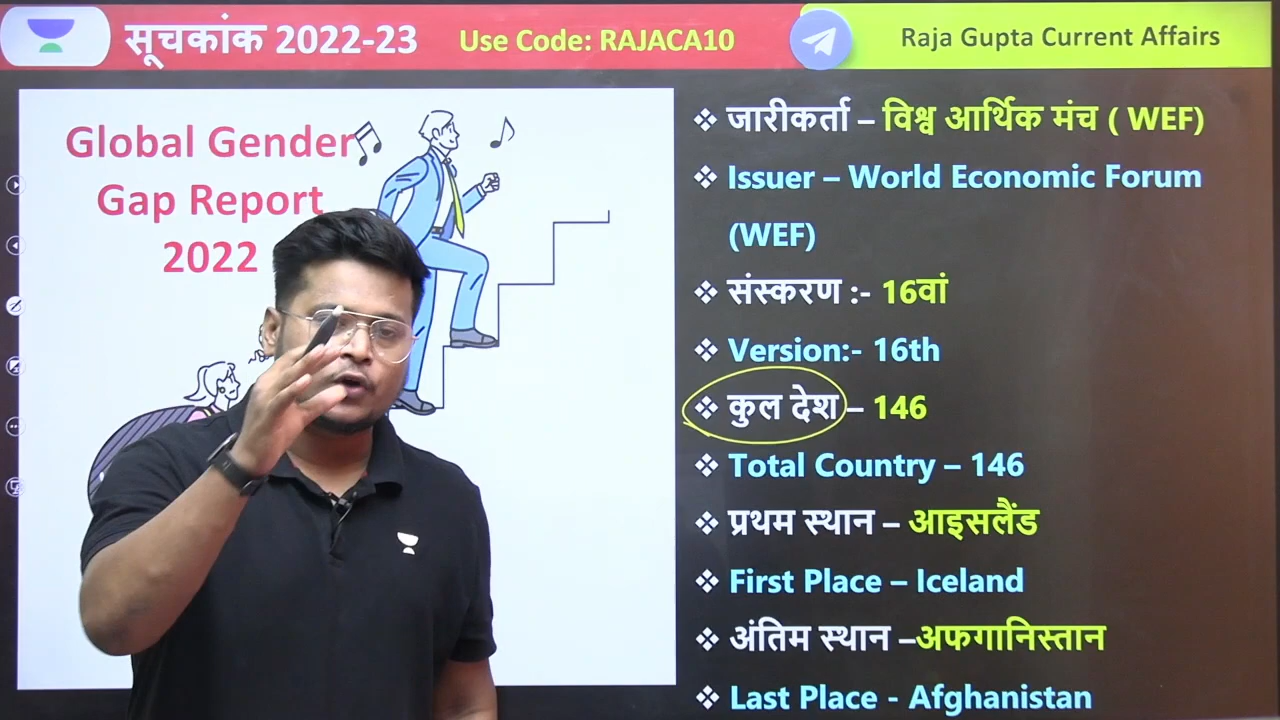 सूचकांक 2022-23
Use Code: RAJACA10
Raja Gupta Current Affairs
Global Gender
Gap Report
2022
❖ जारीकर्ता – विश्व आर्थिक मंच ( WEF)
❖ Issuer – World Economic Forum
(WEF)
❖ संस्करण :- 16वां
❖ Version:- 16th
❖ कुल देश – 146
❖ Total Country – 146
❖ प्रथम स्थान – आइसलैंड
❖ First Place – Iceland
❖ अंतिम स्थान –अफगानिस्तान
❖ Last Place - Afghanistan